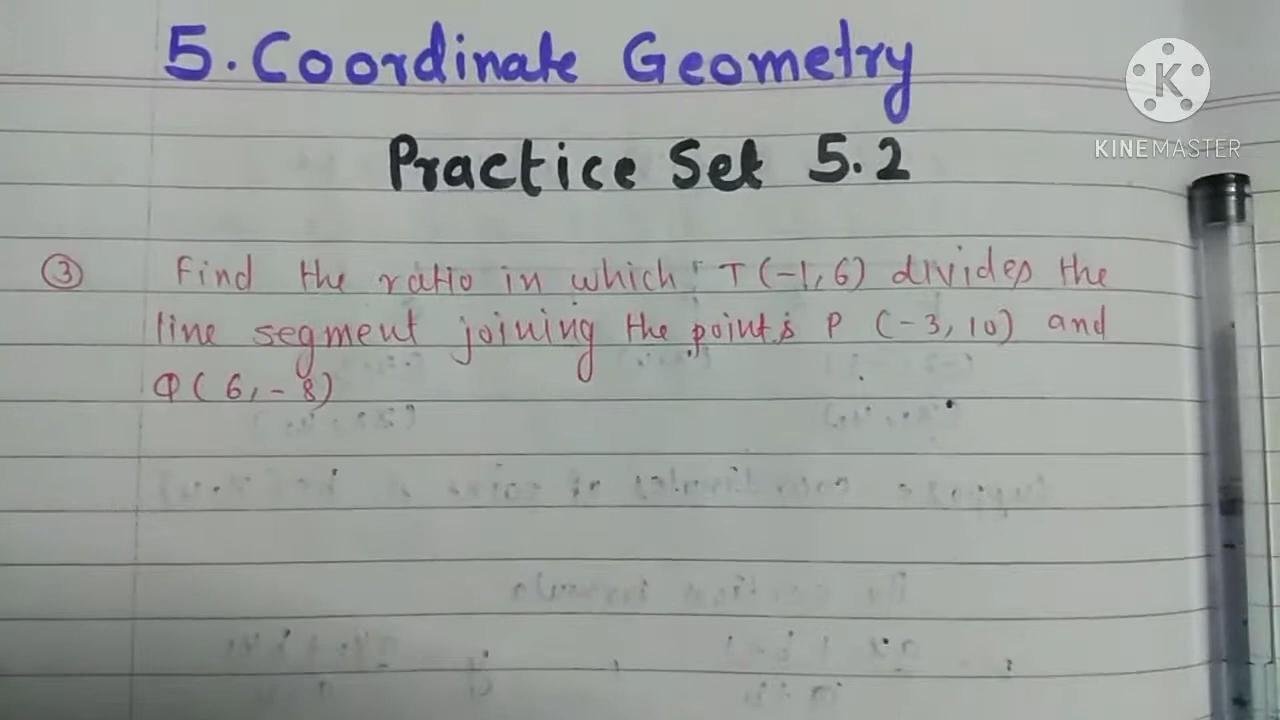 5. Coordinate Geometry
K
KINEMASTER
Practice Set 5.2
③ Find the ratio in which T(-1,6) divides the
line segment joining the points P (-3,10) and
Q(6,-8)